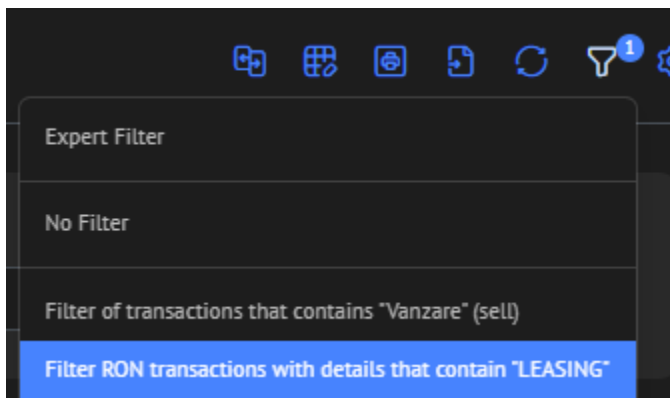 1
Expert Filter
No Filter
Filter of transactions that contains "Vanzare" (sell)
Filter RON transactions with details that contain "LEASING"